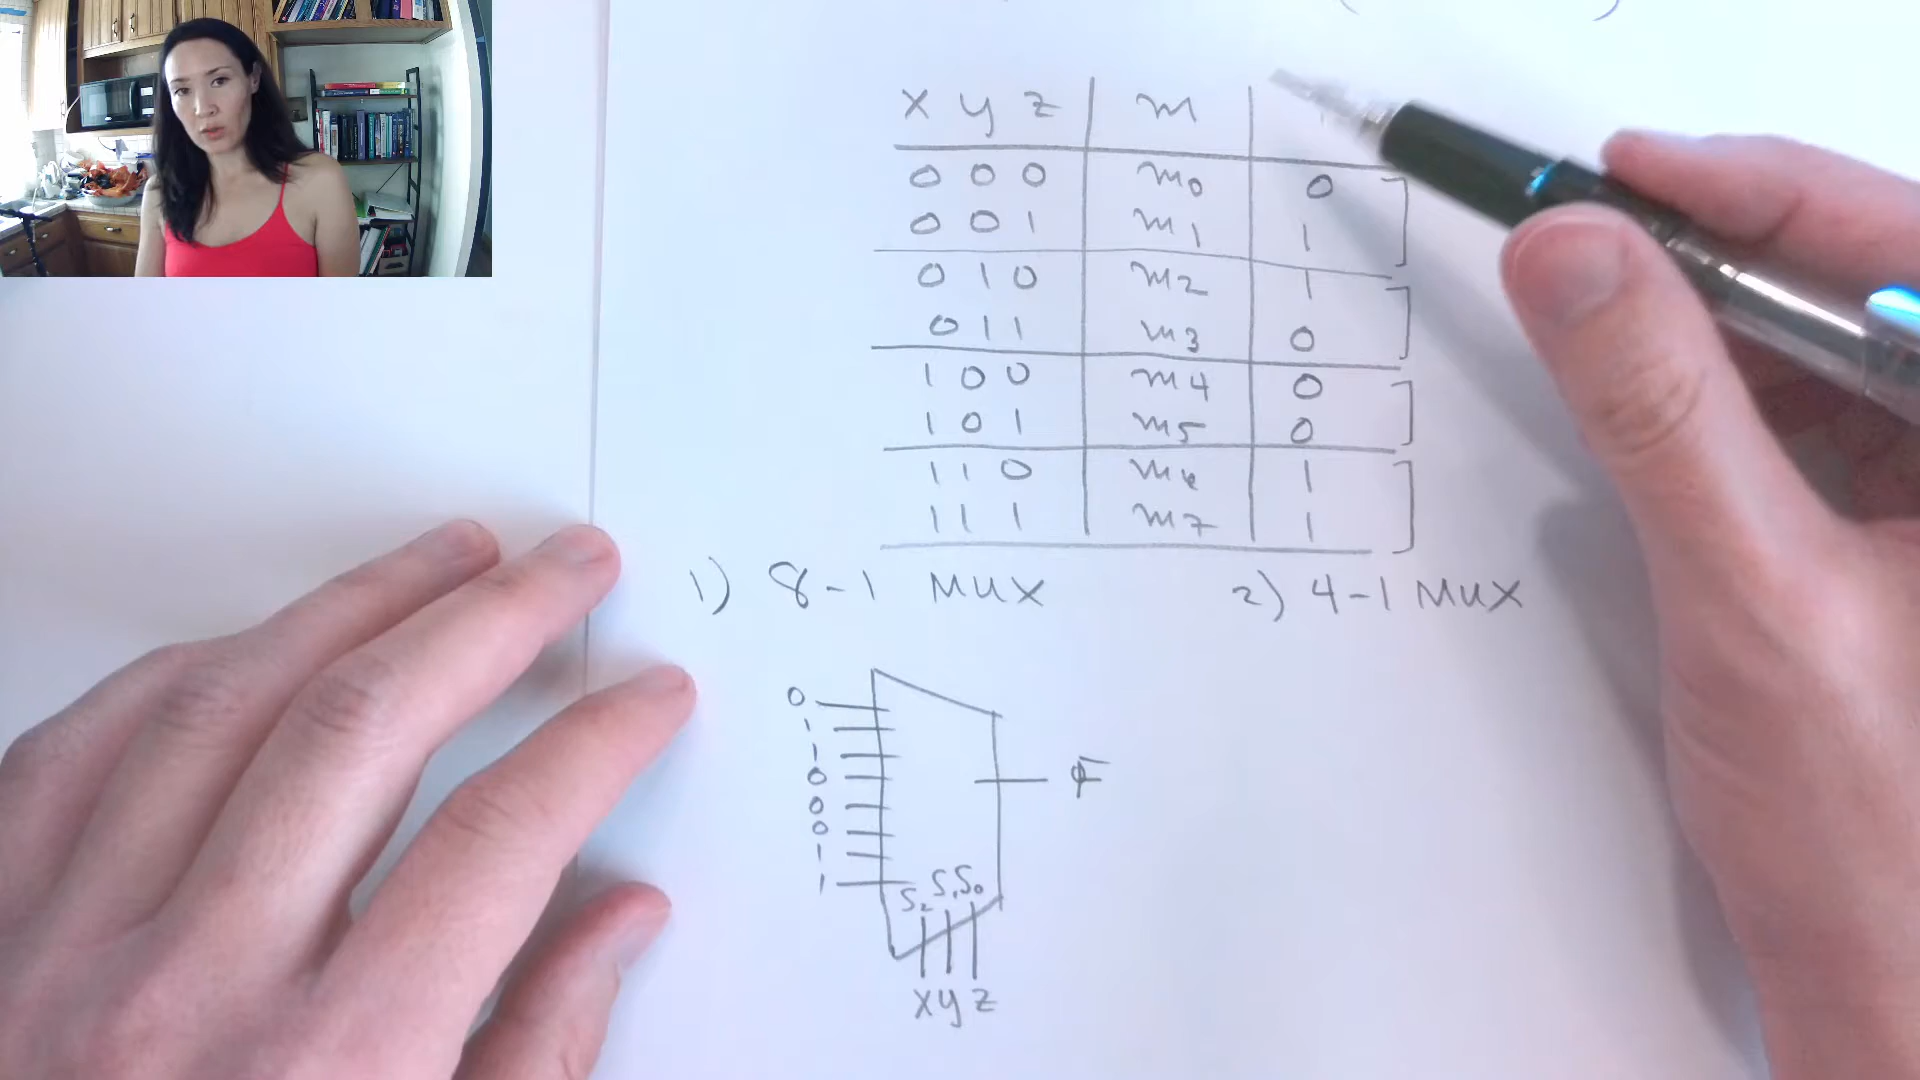 x y z m
0 0 0 m0 0
0 0 1 m1 1
0 1 0 m2 1
0 1 1 m3 0
1 0 0 m4 0
1 0 1 m5 0
1 1 0 m6 1
1 1 1 m7 1
1) 8-1 MUX
2) 4-1 MUX
0
1
1
0
0
0
1
1
F
S2 S1 S0
x y z